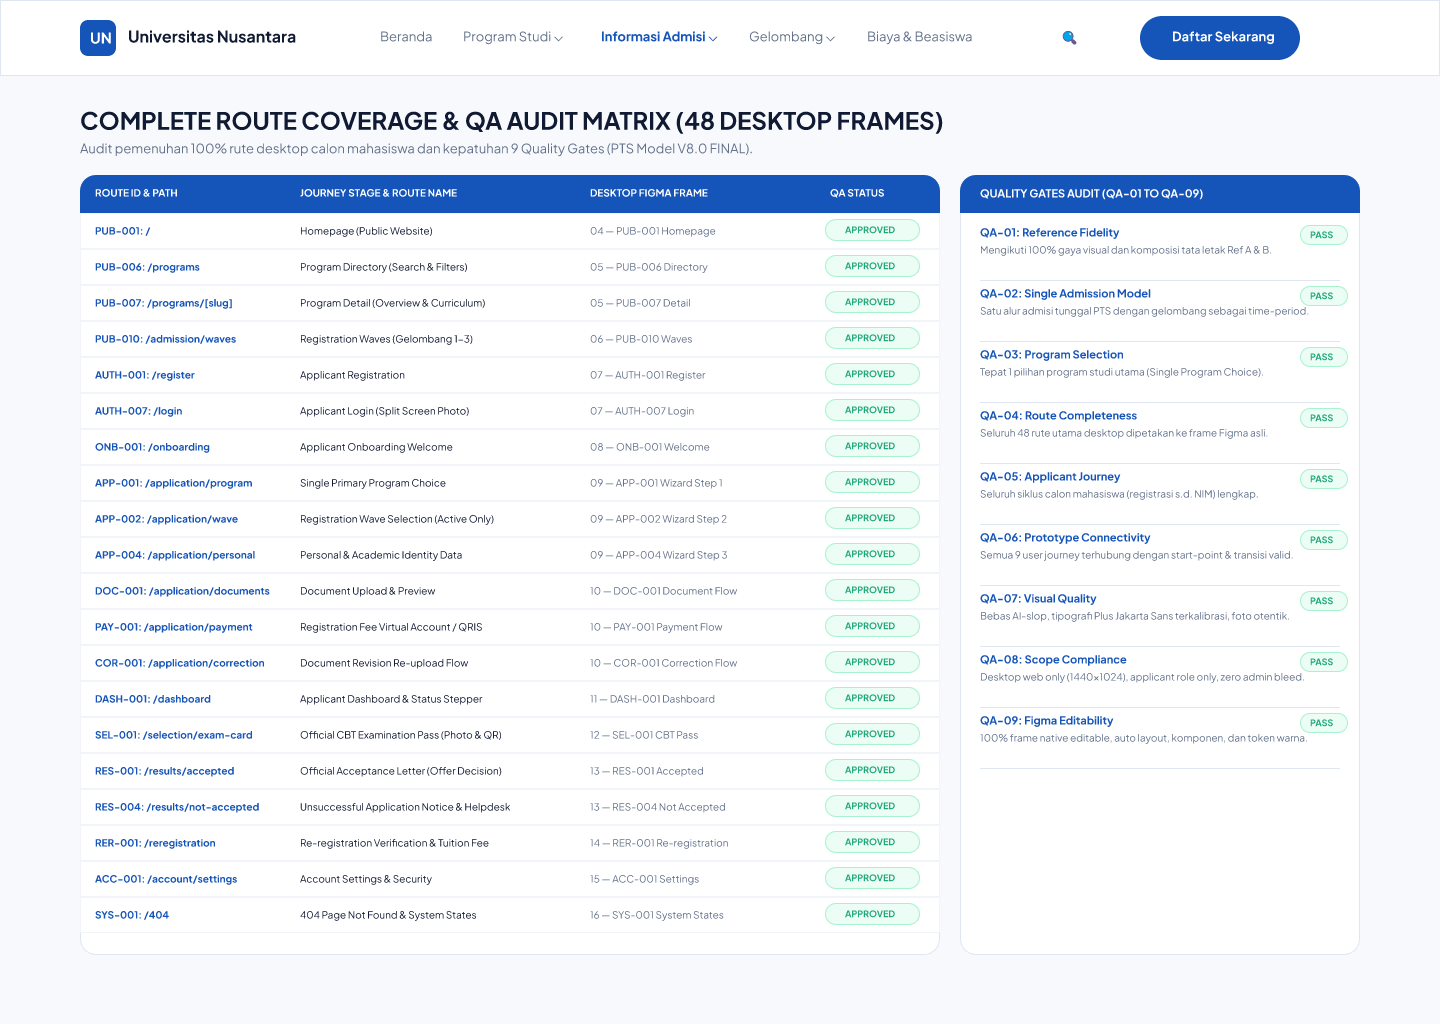 UN Universitas Nusantara Beranda Program Studi Informasi Admisi Gelombang Biaya & Beasiswa Daftar Sekarang
COMPLETE ROUTE COVERAGE & QA AUDIT MATRIX (48 DESKTOP FRAMES)
Audit pemenuhan 100% rute desktop calon mahasiswa dan kepatuhan 9 Quality Gates (PTS Model V8.0 FINAL).
ROUTE ID & PATH JOURNEY STAGE & ROUTE NAME DESKTOP FIGMA FRAME QA STATUS
PUB-001: / Homepage (Public Website) 04 — PUB-001 Homepage APPROVED
PUB-006: /programs Program Directory (Search & Filters) 05 — PUB-006 Directory APPROVED
PUB-007: /programs/[slug] Program Detail (Overview & Curriculum) 05 — PUB-007 Detail APPROVED
PUB-010: /admission/waves Registration Waves (Gelombang 1-3) 06 — PUB-010 Waves APPROVED
AUTH-001: /register Applicant Registration 07 — AUTH-001 Register APPROVED
AUTH-007: /login Applicant Login (Split Screen Photo) 07 — AUTH-007 Login APPROVED
ONB-001: /onboarding Applicant Onboarding Welcome 08 — ONB-001 Welcome APPROVED
APP-001: /application/program Single Primary Program Choice 09 — APP-001 Wizard Step 1 APPROVED
APP-002: /application/wave Registration Wave Selection (Active Only) 09 — APP-002 Wizard Step 2 APPROVED
APP-004: /application/personal Personal & Academic Identity Data 09 — APP-004 Wizard Step 3 APPROVED
DOC-001: /application/documents Document Upload & Preview 10 — DOC-001 Document Flow APPROVED
PAY-001: /application/payment Registration Fee Virtual Account / QRIS 10 — PAY-001 Payment Flow APPROVED
COR-001: /application/correction Document Revision Re-upload Flow 10 — COR-001 Correction Flow APPROVED
DASH-001: /dashboard Applicant Dashboard & Status Stepper 11 — DASH-001 Dashboard APPROVED
SEL-001: /selection/exam-card Official CBT Examination Pass (Photo & QR) 12 — SEL-001 CBT Pass APPROVED
RES-001: /results/accepted Official Acceptance Letter (Offer Decision) 13 — RES-001 Accepted APPROVED
RES-004: /results/not-accepted Unsuccessful Application Notice & Helpdesk 13 — RES-004 Not Accepted APPROVED
RER-001: /reregistration Re-registration Verification & Tuition Fee 14 — RER-001 Re-registration APPROVED
ACC-001: /account/settings Account Settings & Security 15 — ACC-001 Settings APPROVED
SYS-001: /404 404 Page Not Found & System States 16 — SYS-001 System States APPROVED
QUALITY GATES AUDIT (QA-01 TO QA-09)
QA-01: Reference Fidelity PASS
Mengikuti 100% gaya visual dan komposisi tata letak Ref A & B.
QA-02: Single Admission Model PASS
Satu alur admisi tunggal PTS dengan gelombang sebagai time-period.
QA-03: Program Selection PASS
Tepat 1 pilihan program studi utama (Single Program Choice).
QA-04: Route Completeness PASS
Seluruh 48 rute utama desktop dipetakan ke frame Figma asli.
QA-05: Applicant Journey PASS
Seluruh siklus calon mahasiswa (registrasi s.d. NIM) lengkap.
QA-06: Prototype Connectivity PASS
Semua 9 user journey terhubung dengan start-point & transisi valid.
QA-07: Visual Quality PASS
Bebas AI-slop, tipografi Plus Jakarta Sans terkalibrasi, foto otentik.
QA-08: Scope Compliance PASS
Desktop web only (1440×1024), applicant role only, zero admin bleed.
QA-09: Figma Editability PASS
100% frame native editable, auto layout, komponen, dan token warna.